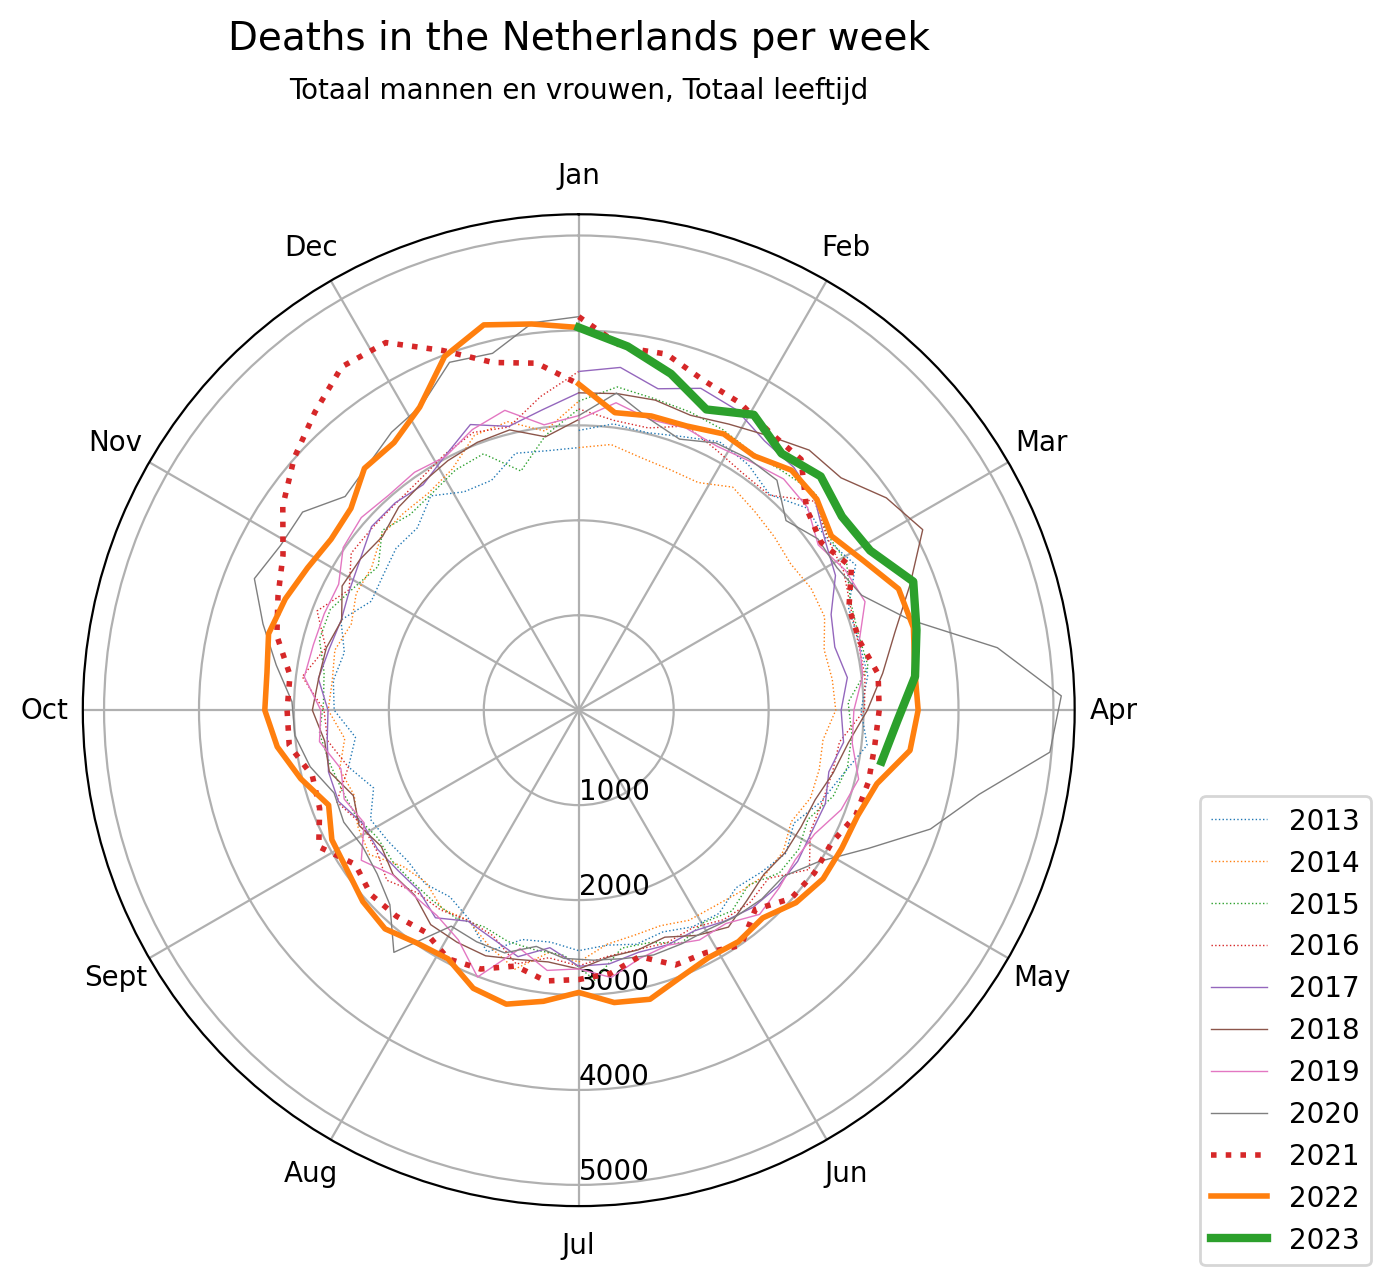 Deaths in the Netherlands per week
Totaal mannen en vrouwen, Totaal leeftijd
Jan
Dec
Feb
Nov
Mar
Oct
Apr
1000
2000
3000
4000
5000
Sept
May
Aug
Jun
Jul
2013
2014
2015
2016
2017
2018
2019
2020
2021
2022
2023